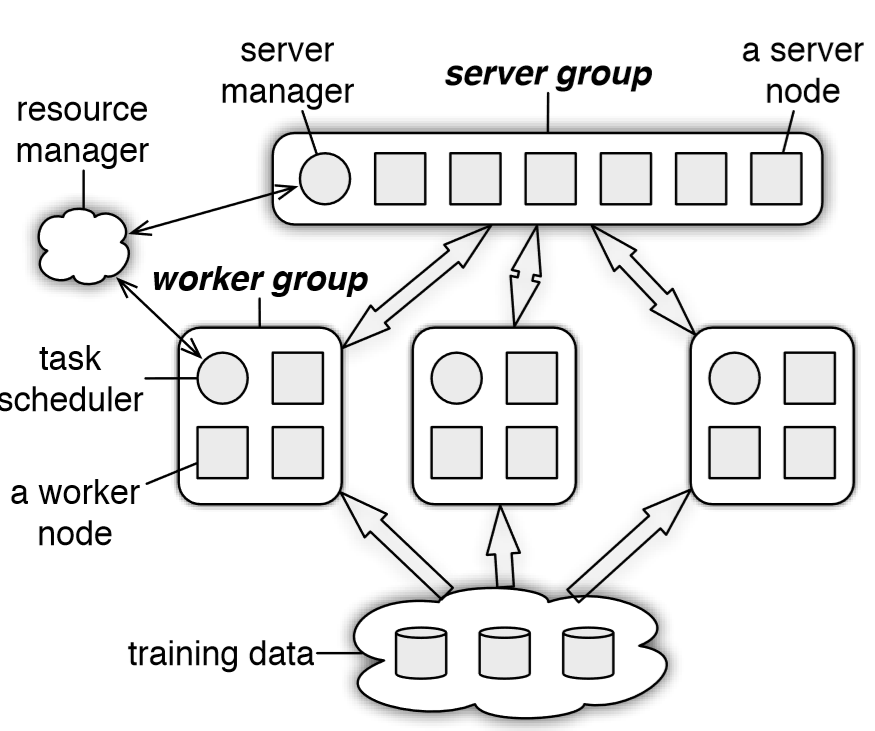 server
manager
server group
a server
node
resource
manager
worker group
task
scheduler
a worker
node
training data